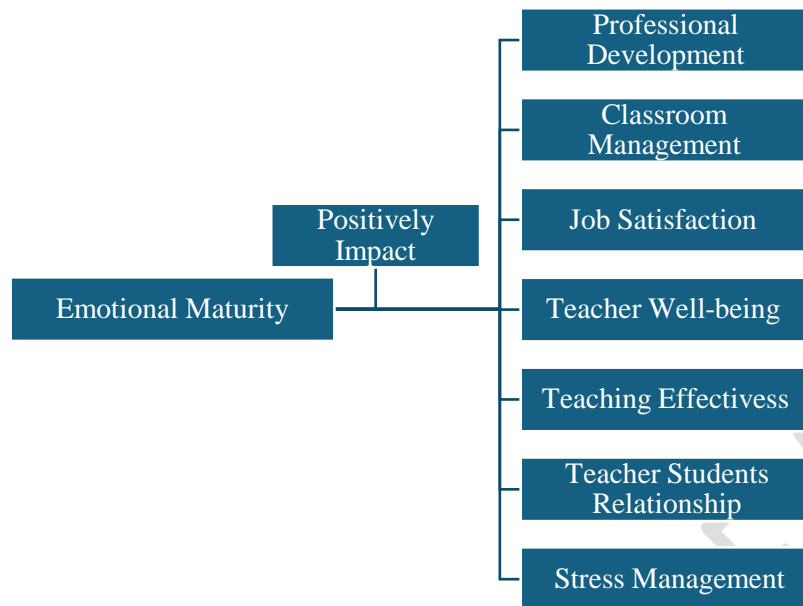 Professional
Development
Classroom
Management
Job Satisfaction
Positively
Impact
Emotional Maturity
Teacher Well-being
Teaching Effectivess
Teacher Students
Relationship
Stress Management